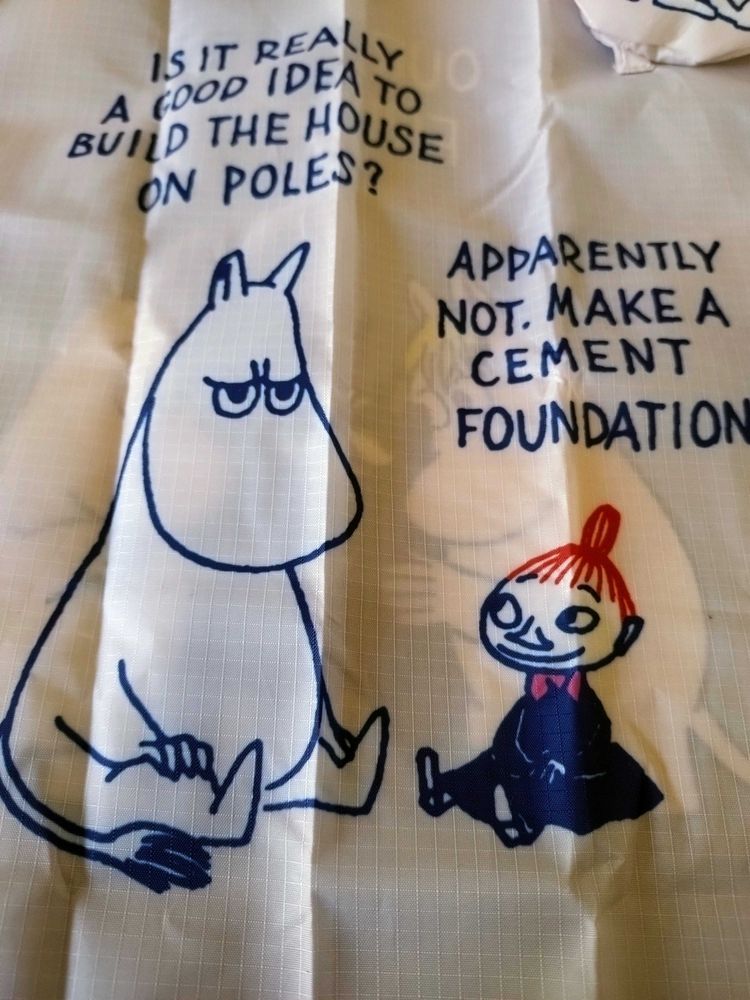 IS IT REALLY
A GOOD IDEA TO
BUILD THE HOUSE
ON POLES?
APPARENTLY
NOT. MAKE A
CEMENT
FOUNDATION